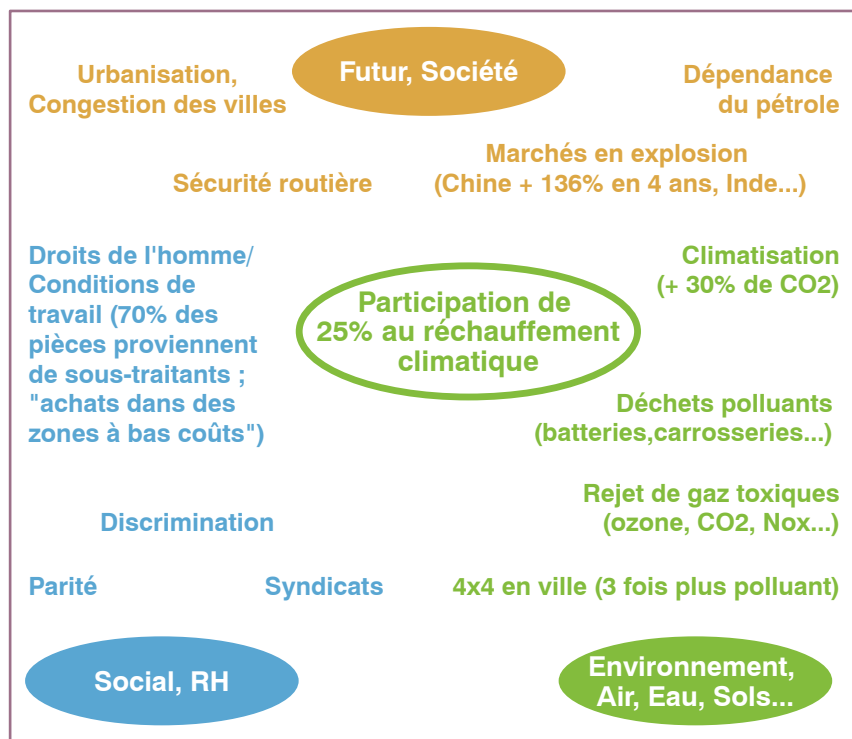 Futur, Société
Urbanisation,
Congestion des villes
Dépendance
du pétrole
Sécurité routière
Marchés en explosion
(Chine + 136% en 4 ans, Inde...)
Droits de l'homme/
Conditions de
travail (70% des
pièces proviennent
de sous-traitants ;
"achats dans des
zones à bas coûts")
Participation de
25% au réchauffement
climatique
Climatisation
(+ 30% de CO2)
Déchets polluants
(batteries,carrosseries...)
Rejet de gaz toxiques
(ozone, CO2, Nox...)
Discrimination
Parité
Syndicats
4x4 en ville (3 fois plus polluant)
Social, RH
Environnement,
Air, Eau, Sols...